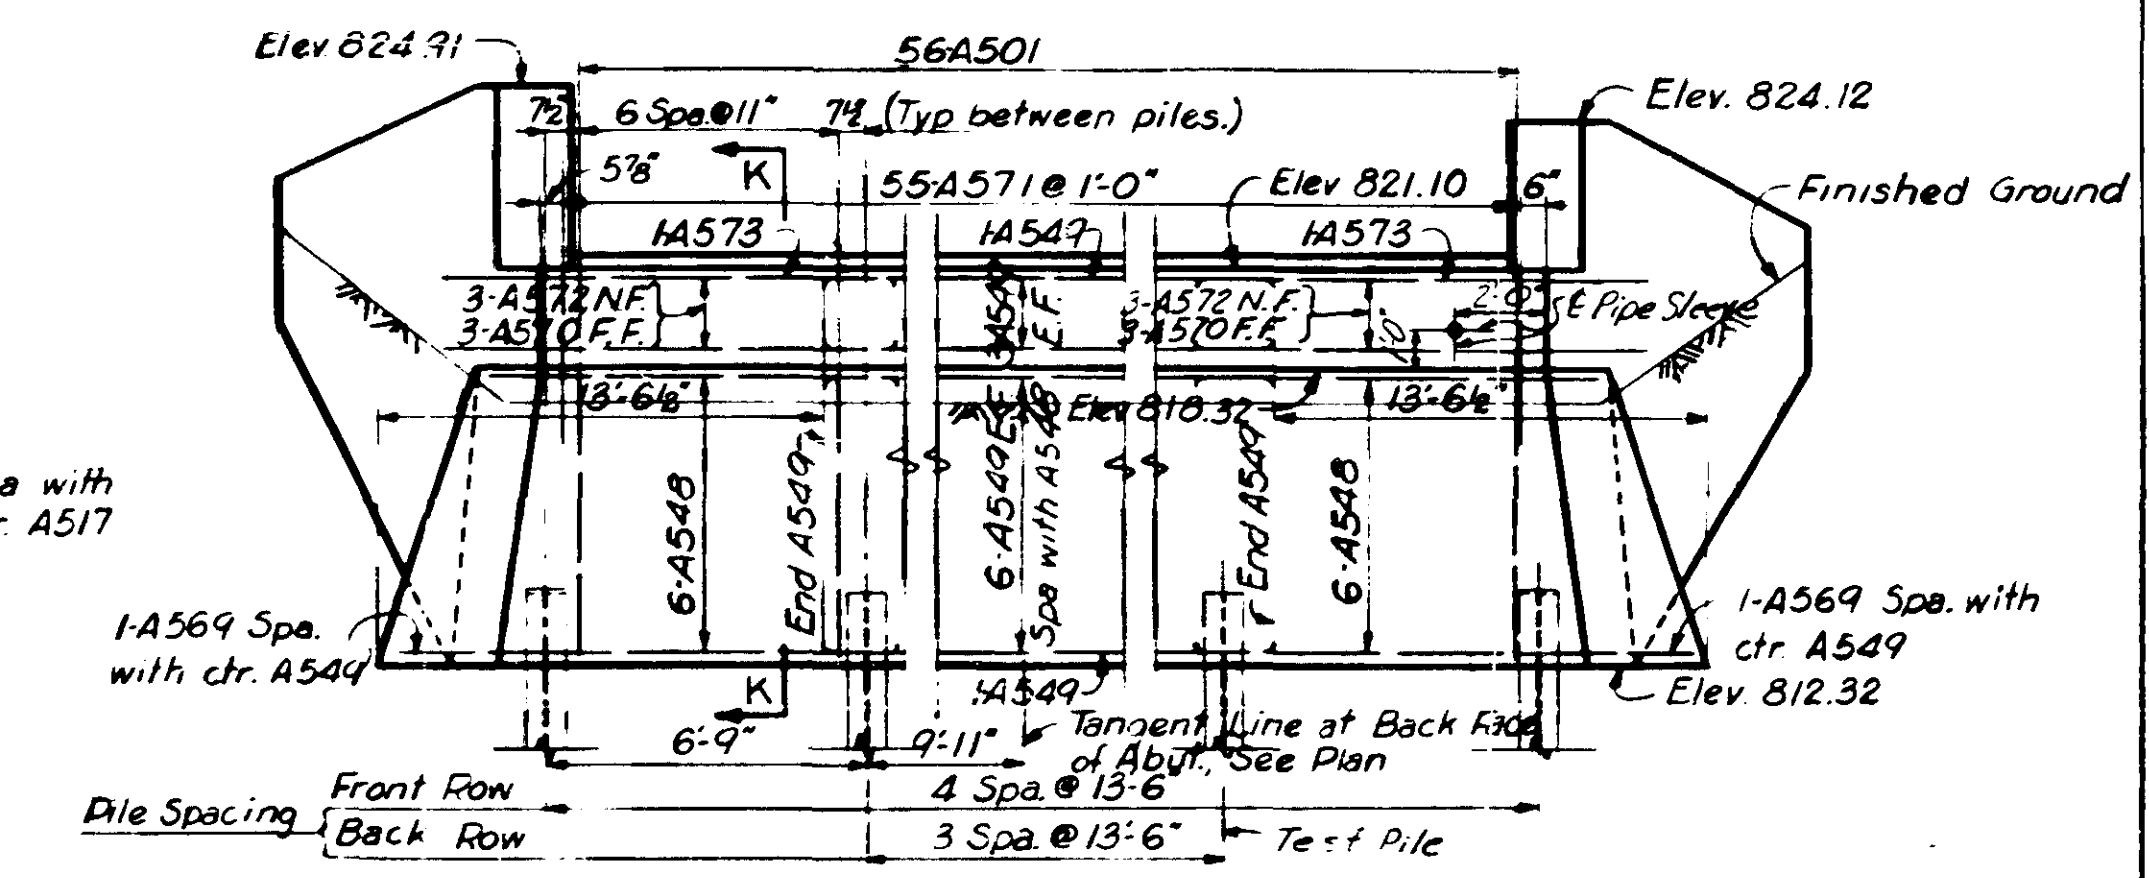 Elev. 824.91
56-A501
Elev. 824.12
7½"
6 Spa.@11"
7½"
(Typ between piles.)
5⅞"
K
55-A571@ 1'-0"
Elev 821.10
6"
Finished Ground
1-A573
1-A549
1-A573
3-A572 N.F.
3-A570 F.F.
3-A549
E.F.
3-A572 N.F.
3-A570 F.F.
2'-0"
1'-0"
℄ Pipe Sleeve
13'-6½"
Elev 818.32
13'-6½"
a with
r. A517
6-A548
End A549
6-A549 E.F.
Spa with A548
End A549
6-A548
1-A569 Spa.
with ctr. A549
1-A569 Spa. with
ctr. A549
K
1-A549
Elev. 812.32
6'-9"
9'-11"
Tangent Line at Back Face
of Abut., See Plan
Pile Spacing
Front Row
4 Spa. @ 13'-6"
Back Row
3 Spa. @ 13'-6"
Test Pile